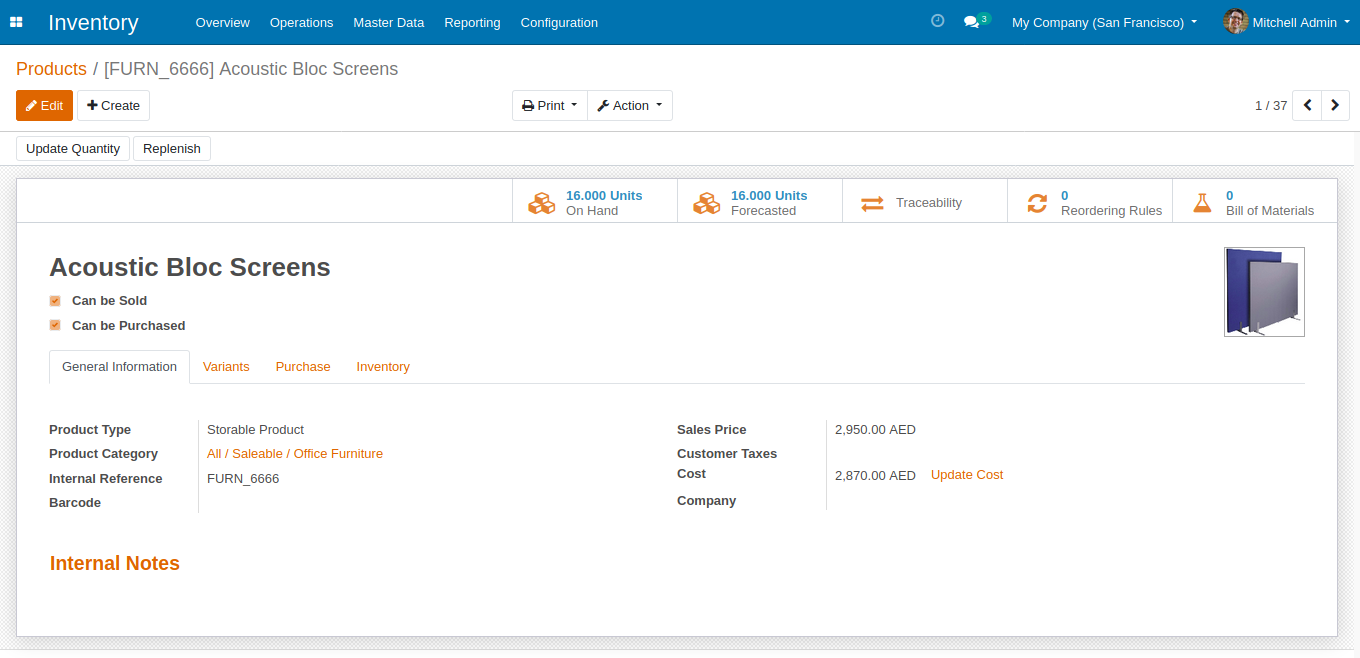 Inventory Overview Operations Master Data Reporting Configuration 3 My Company (San Francisco) Mitchell Admin
Products / [FURN_6666] Acoustic Bloc Screens
Edit Create Print Action 1 / 37
Update Quantity Replenish
16.000 Units
On Hand
16.000 Units
Forecasted
Traceability
0
Reordering Rules
0
Bill of Materials
Acoustic Bloc Screens
Can be Sold
Can be Purchased
General Information Variants Purchase Inventory
Product Type Storable Product
Product Category All / Saleable / Office Furniture
Internal Reference FURN_6666
Barcode
Sales Price 2,950.00 AED
Customer Taxes
Cost 2,870.00 AED Update Cost
Company
Internal Notes